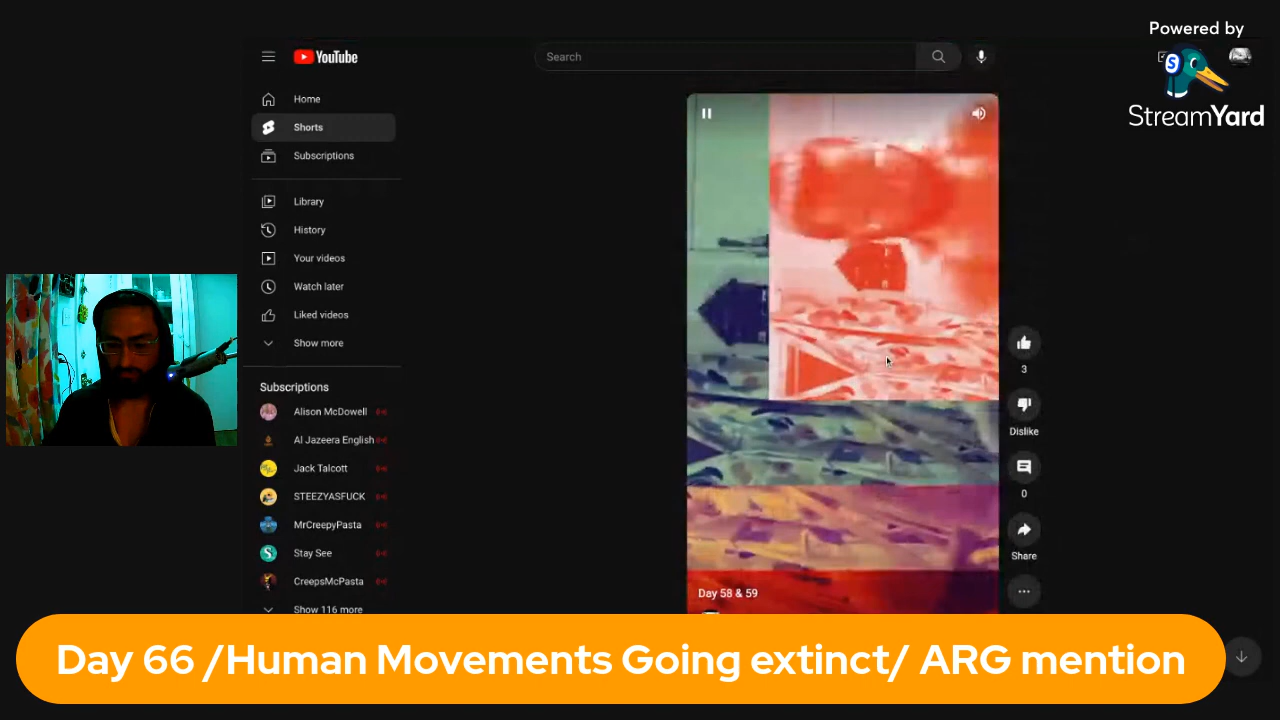 Powered by
StreamYard
YouTube
Search
Home
Shorts
Subscriptions
Library
History
Your videos
Watch later
Liked videos
Show more
Subscriptions
Alison McDowell
Al Jazeera English
Jack Talcott
STEEZYASFUCK
MrCreepyPasta
Stay See
CreepsMcPasta
Show 116 more
3
Dislike
0
Share
Day 58 & 59
Day 66 /Human Movements Going extinct/ ARG mention